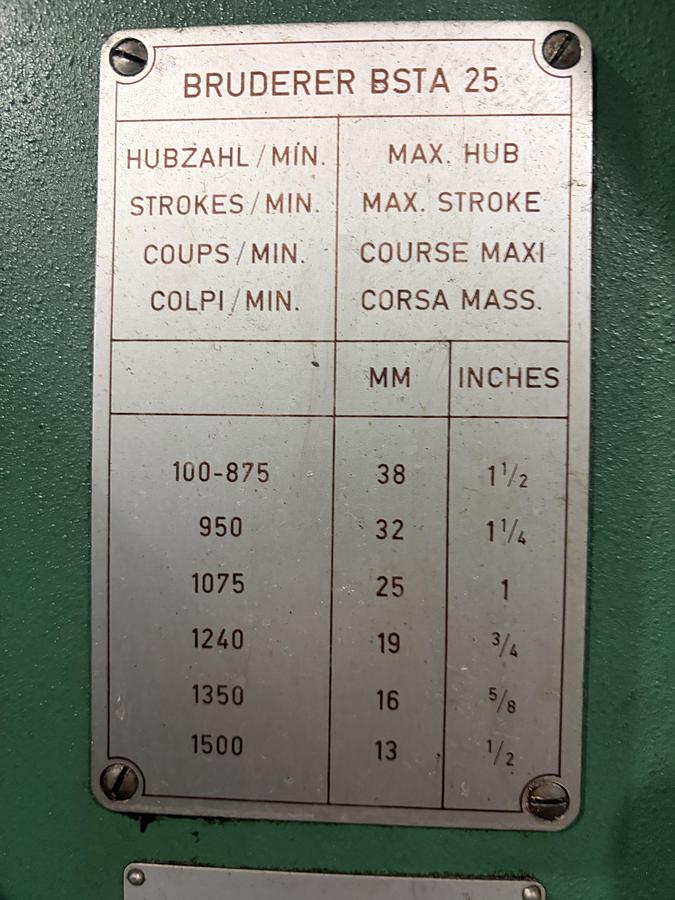 BRUDERER BSTA 25
HUBZAHL/MIN. MAX. HUB
STROKES/MIN. MAX. STROKE
COUPS/MIN. COURSE MAXI
COLPI/MIN. CORSA MASS.
MM INCHES
100-875 38 1 1/2
950 32 1 1/4
1075 25 1
1240 19 3/4
1350 16 5/8
1500 13 1/2